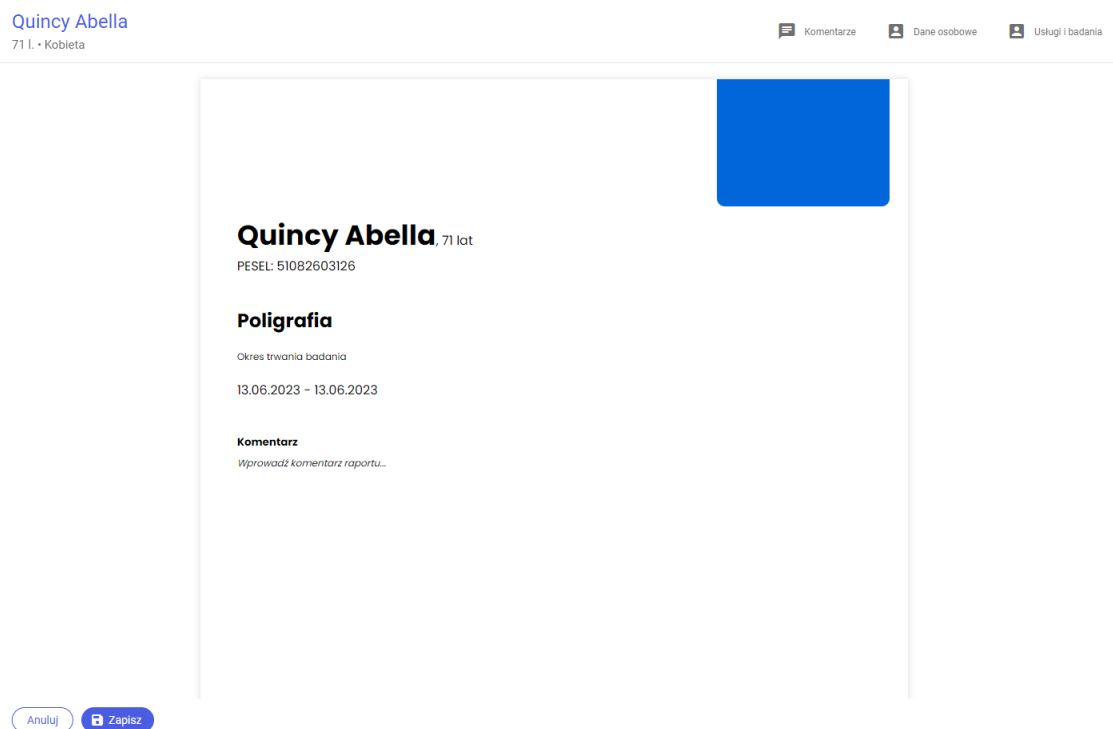 Quincy Abella
71 l. • Kobieta
Komentarze
Dane osobowe
Usługi i badania
Quincy Abella, 71 lat
PESEL: 51082603126
Poligrafia
Okres trwania badania
13.06.2023 - 13.06.2023
Komentarz
Wprowadź komentarz raportu...
Anuluj
Zapisz